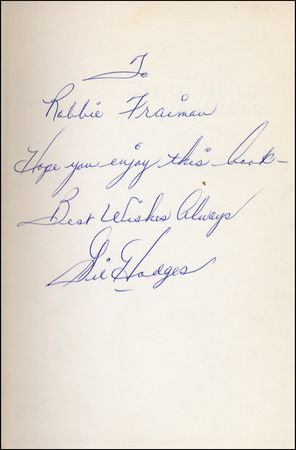 To
Robbie Fraiman
Hope you enjoy this book-
Best Wishes Always
Gil Hodges